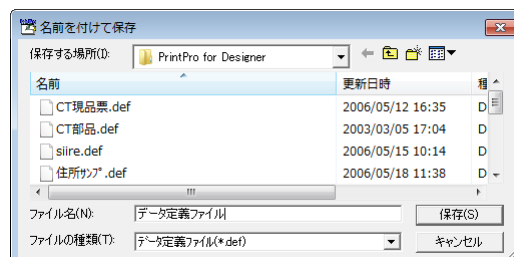 名前を付けて保存
保存する場所(I): PrintPro for Designer
名前 更新日時 種
CT現品票.def 2006/05/12 16:35 D
CT部品.def 2003/03/05 17:04 D
siire.def 2006/05/15 10:14 D
住所ｻﾝﾌﾟ.def 2006/05/18 11:38 D
ファイル名(N): データ定義ファイル 保存(S)
ファイルの種類(T): ﾃﾞｰﾀ定義ﾌｧｲﾙ(*.def) キャンセル